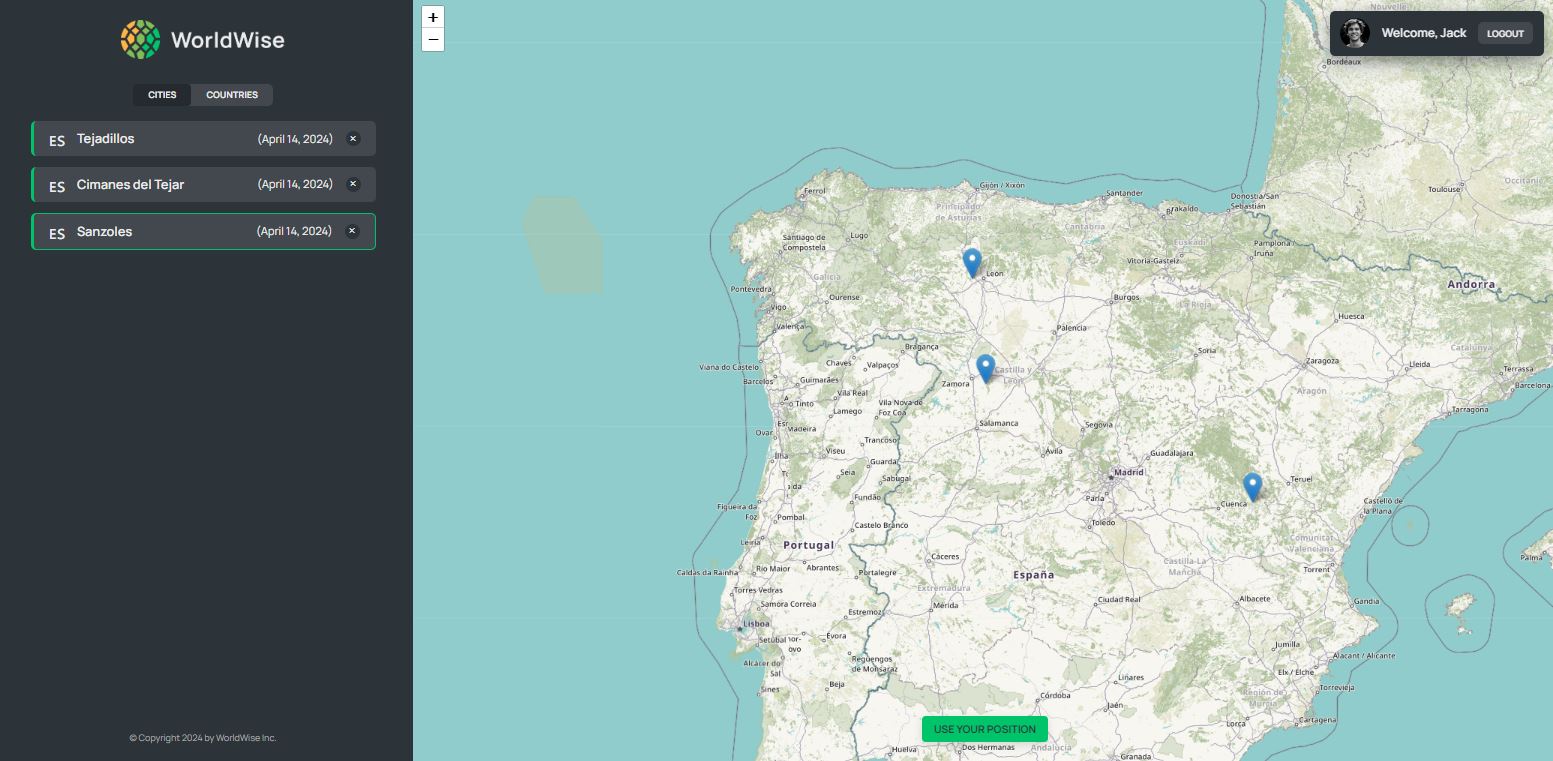 WorldWise
CITIES
COUNTRIES
ES Tejadillos (April 14, 2024) ×
ES Cimanes del Tejar (April 14, 2024) ×
ES Sanzoles (April 14, 2024) ×
© Copyright 2024 by WorldWise Inc.
+
−
Welcome, Jack
LOGOUT
Nouvelle
Bordeaux
Toulouse
Occitanie
Ferrol
Gijón / Xixón
Santander
Donostia/San
Sebastián
Principado
de Asturias
Cantabria
Barakaldo
Euskadi
Santiago de
Compostela
Lugo
Vitoria-Gasteiz
Pamplona /
Iruña
Galicia
León
Andorra
Pontevedra
Ourense
Burgos
La Rioja
Vigo
Huesca
Valença
Palencia
Bragança
Soria
Catalunya
Viana do Castelo
Chaves
Valpaços
Zaragoza
Lleida
Terrassa
Barcelos
Guimarães
Zamora
Castilla y
León
Barcelona
Vila Real
Aragón
Tinto
Lamego
Vila Nova de
Foz Coa
Tarragona
Salamanca
Segovia
Ovar
Madeira
Trancoso
Viseu
Ávila
Guadalajara
Guarda
Madrid
Seia
Sabugal
Teruel
Parla
Fundão
Cuenca
Castelló de
la Plana
Figueira da
Foz
Pombal
Castelo Branco
Toledo
Leiria
Portugal
Comunitat
Valenciana
Cáceres
Palma
Caldas da Rainha
Rio Maior
Abrantes
Portalegre
España
Castilla-La
Mancha
Torrent
Torres Vedras
Extremadura
Samora Correia
Mérida
Ciudad Real
Albacete
Gandia
Estremoz
Lisboa
Setúbal
Évora
Jumilla
Alcácer do
Sal
Reguengos
de Monsaraz
Alacant / Alicante
Elx / Elche
Beja
Linares
Sines
Torrevieja
Córdoba
Región de
Murcia
Jaén
Lorca
Cartagena
USE YOUR POSITION
Huelva
Dos Hermanas
Andalucía